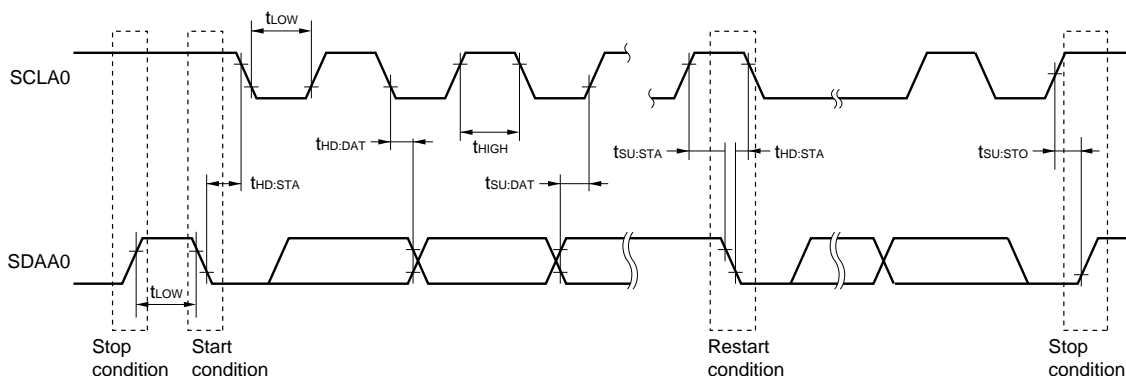 tLOW
SCLA0
tHD:DAT
tHIGH
tSU:STA
tHD:STA
tSU:STO
tHD:STA
tSU:DAT
SDAA0
tLOW
Stop
condition
Start
condition
Restart
condition
Stop
condition